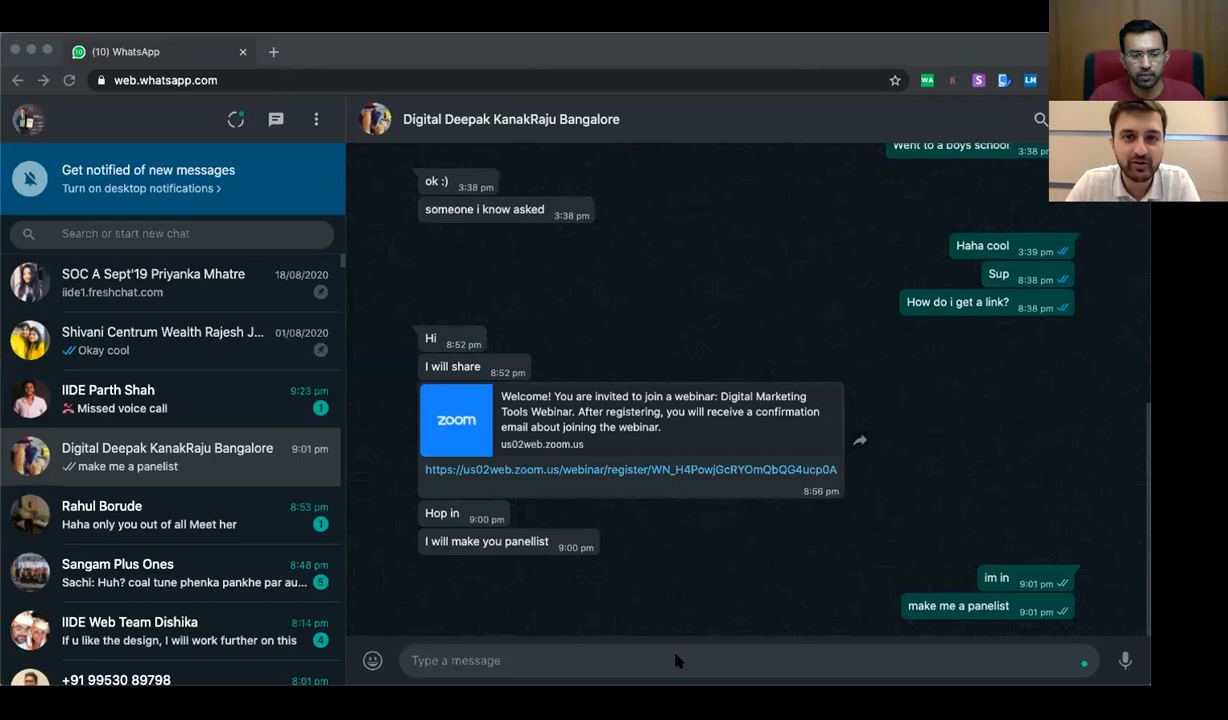 (10) WhatsApp
web.whatsapp.com
WA
K
S
LH
Digital Deepak KanakRaju Bangalore
Get notified of new messages
Turn on desktop notifications >
Search or start new chat
SOC A Sept'19 Priyanka Mhatre 18/08/2020
iide1.freshchat.com
Shivani Centrum Wealth Rajesh J... 01/08/2020
Okay cool
IIDE Parth Shah 9:23 pm
Missed voice call 1
Digital Deepak KanakRaju Bangalore 9:01 pm
make me a panelist
Rahul Borude 8:53 pm
Haha only you out of all Meet her 1
Sangam Plus Ones 8:48 pm
Sachi: Huh? coal tune phenka pankhe par au... 5
IIDE Web Team Dishika 8:14 pm
If u like the design, I will work further on this 4
+91 99530 89798 8:01 pm
Went to a boys school 3:38 pm
ok :) 3:38 pm
someone i know asked 3:38 pm
Haha cool 3:39 pm
Sup 8:38 pm
How do i get a link? 8:38 pm
Hi 8:52 pm
I will share 8:52 pm
zoom
Welcome! You are invited to join a webinar: Digital Marketing
Tools Webinar. After registering, you will receive a confirmation
email about joining the webinar.
us02web.zoom.us
https://us02web.zoom.us/webinar/register/WN_H4PowjGcRYOmQbQG4ucp0A
8:56 pm
Hop in 9:00 pm
I will make you panellist 9:00 pm
im in 9:01 pm
make me a panelist 9:01 pm
Type a message